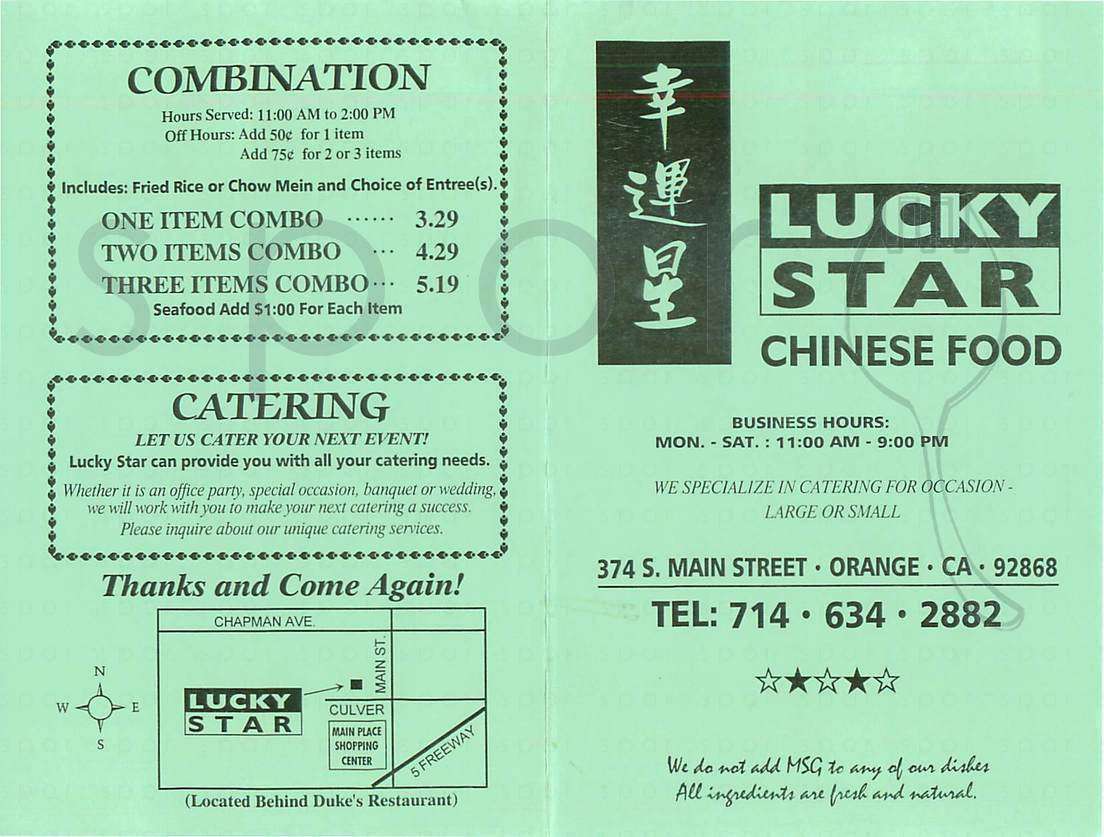 COMBINATION
Hours Served: 11:00 AM to 2:00 PM
Off Hours: Add 50¢ for 1 item
Add 75¢ for 2 or 3 items
Includes: Fried Rice or Chow Mein and Choice of Entree(s).
ONE ITEM COMBO ······ 3.29
TWO ITEMS COMBO ··· 4.29
THREE ITEMS COMBO··· 5.19
Seafood Add $1:00 For Each Item
CATERING
LET US CATER YOUR NEXT EVENT!
Lucky Star can provide you with all your catering needs.
Whether it is an office party, special occasion, banquet or wedding,
we will work with you to make your next catering a success.
Please inquire about our unique catering services.
Thanks and Come Again!
CHAPMAN AVE.
MAIN ST.
N
W E
S
LUCKY
STAR
CULVER
MAIN PLACE
SHOPPING
CENTER
5 FREEWAY
(Located Behind Duke's Restaurant)
幸運星
LUCKY
STAR
CHINESE FOOD
BUSINESS HOURS:
MON. - SAT. : 11:00 AM - 9:00 PM
WE SPECIALIZE IN CATERING FOR OCCASION -
LARGE OR SMALL
374 S. MAIN STREET · ORANGE · CA · 92868
TEL: 714 · 634 · 2882
☆★☆★☆
We do not add MSG to any of our dishes
All ingredients are fresh and natural.